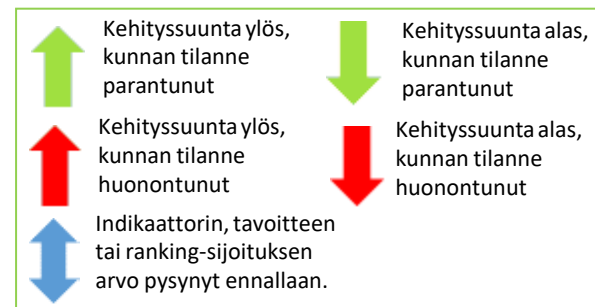 Kehityssuunta ylös,
kunnan tilanne
parantunut
Kehityssuunta alas,
kunnan tilanne
parantunut
Kehityssuunta ylös,
kunnan tilanne
huonontunut
Kehityssuunta alas,
kunnan tilanne
huonontunut
Indikaattorin, tavoitteen
tai ranking-sijoituksen
arvo pysynyt ennallaan.